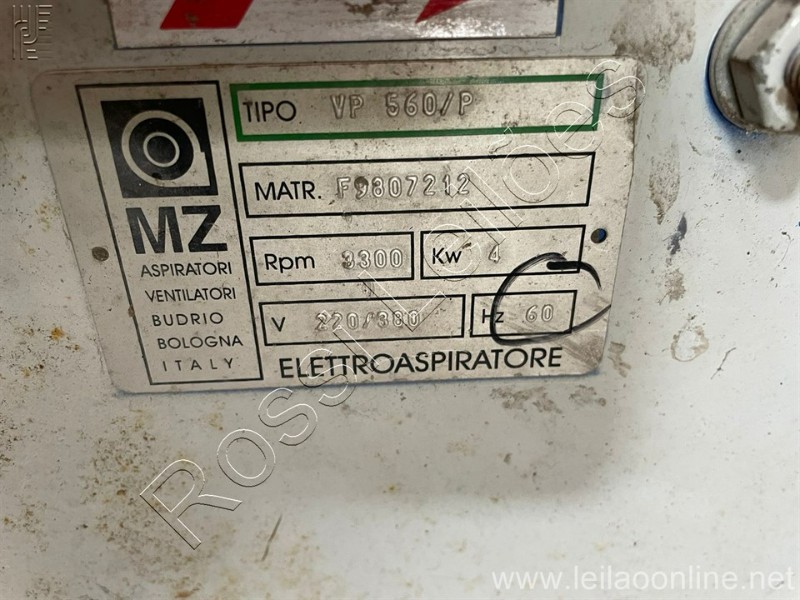 TIPO VP 560/P
MATR. F9807212
MZ
ASPIRATORI
VENTILATORI
BUDRIO
BOLOGNA
ITALY
Rpm 3300 Kw 4
V 220/380 Hz 60
ELETTROASPIRATORE
Rossi Leilões
www.leilaoonline.net